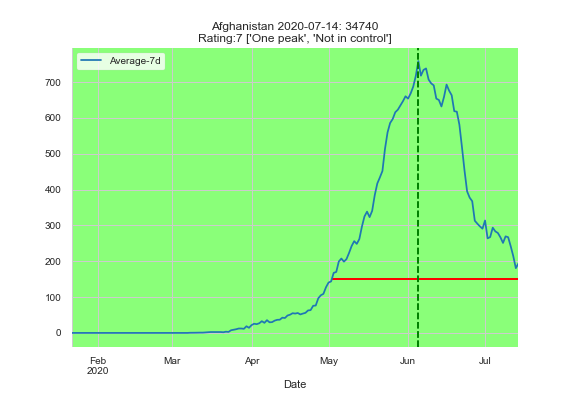 Afghanistan 2020-07-14: 34740
Rating:7 ['One peak', 'Not in control']
Average-7d
700
600
500
400
300
200
100
0
Feb
2020
Mar
Apr
May
Jun
Jul
Date